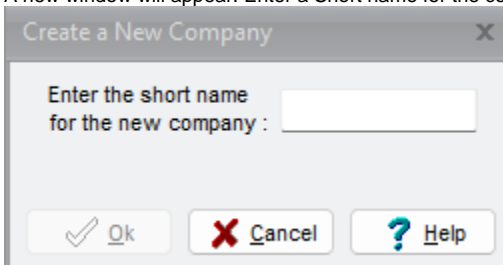 A new window will appear. Enter a Short name for the
Create a New Company X
Enter the short name
for the new company :
Ok Cancel Help